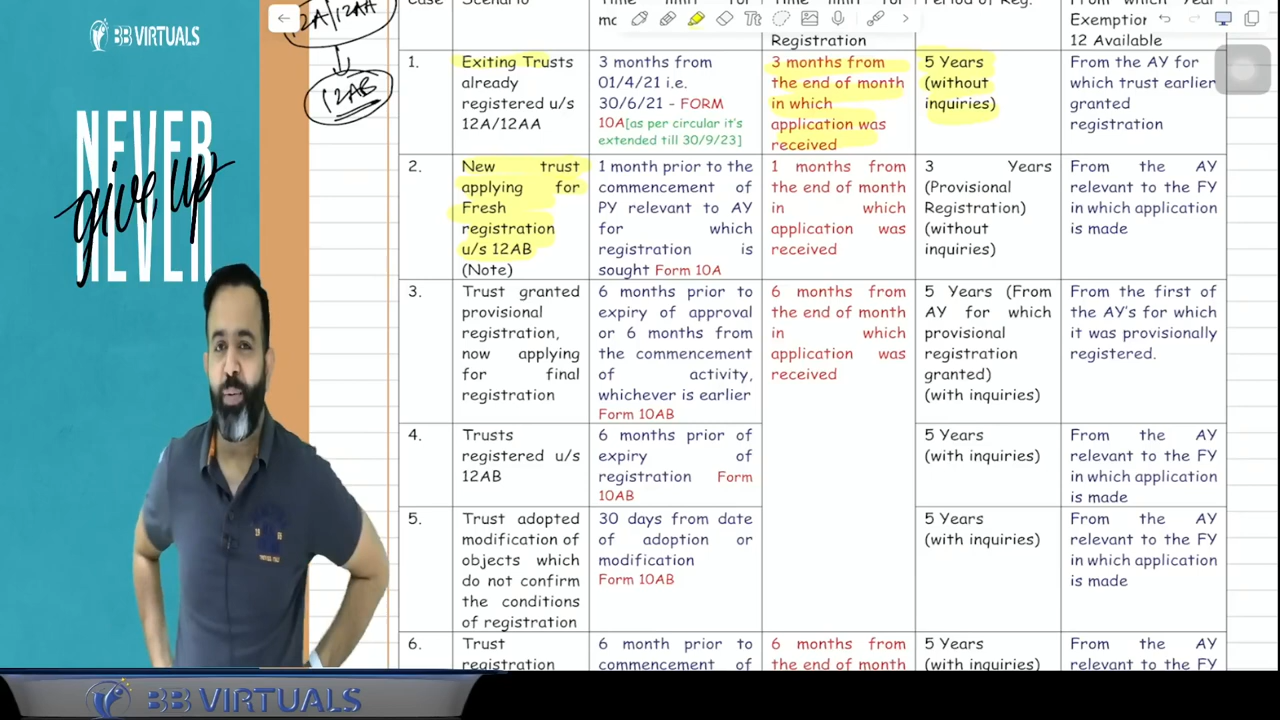 BB VIRTUALS
NEVER
give up
NEVER
12AB
Case
Scenario
Time limit for
Registration
Period of Reg.
From which Year
Exemption
12 Available
1.
Exiting Trusts
already
registered u/s
12A/12AA
3 months from
01/4/21 i.e.
30/6/21 - FORM
10A[as per circular it's
extended till 30/9/23]
3 months from
the end of month
in which
application was
received
5 Years
(without
inquiries)
From the AY for
which trust earlier
granted
registration
2.
New trust
applying for
Fresh
registration
u/s 12AB
(Note)
1 month prior to the
commencement of
PY relevant to AY
for which
registration is
sought Form 10A
1 months from
the end of month
in which
application was
received
3 Years
(Provisional
Registration)
(without
inquiries)
From the AY
relevant to the FY
in which application
is made
3.
Trust granted
provisional
registration,
now applying
for final
registration
6 months prior to
expiry of approval
or 6 months from
the commencement
of activity,
whichever is earlier
Form 10AB
6 months from
the end of month
in which
application was
received
5 Years (From
AY for which
provisional
registration
granted)
(with inquiries)
From the first of
the AY's for which
it was provisionally
registered.
4.
Trusts
registered u/s
12AB
6 months prior of
expiry of
registration Form
10AB
5 Years
(with inquiries)
From the AY
relevant to the FY
in which application
is made
5.
Trust adopted
modification of
objects which
do not confirm
the conditions
of registration
30 days from date
of adoption or
modification
Form 10AB
5 Years
(with inquiries)
From the AY
relevant to the FY
in which application
is made
6.
Trust
registration
6 month prior to
commencement of
6 months from
the end of month
5 Years
(with inquiries)
From the AY
relevant to the FY
BB VIRTUALS